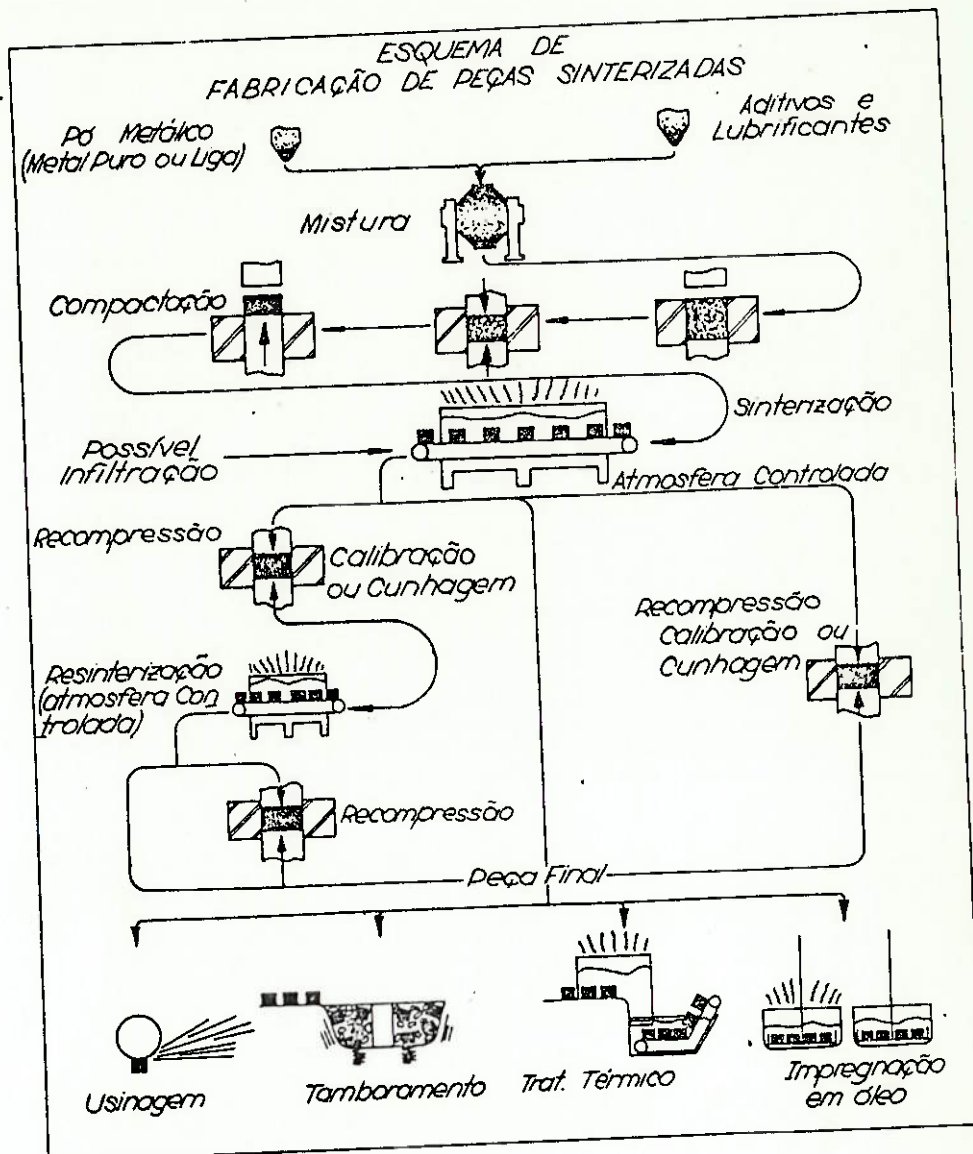 ESQUEMA DE
FABRICAÇÃO DE PEÇAS SINTERIZADAS
Pó Metálico
(Metal Puro ou Liga)
Aditivos e
Lubrificantes
Mistura
Compactação
Sinterização
Possível
Infiltração
Atmosfera Controlada
Recompressão
Calibração
ou Cunhagem
Recompressão
Calibração ou
Cunhagem
Resinterização
(atmosfera Con
trolada)
Recompressão
Peça Final
Usinagem
Tamboramento
Trat. Térmico
Impregnação
em óleo